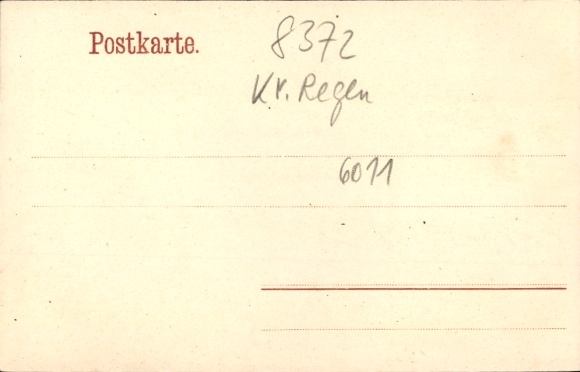 Postkarte.
8372
Kr. Regen
6011